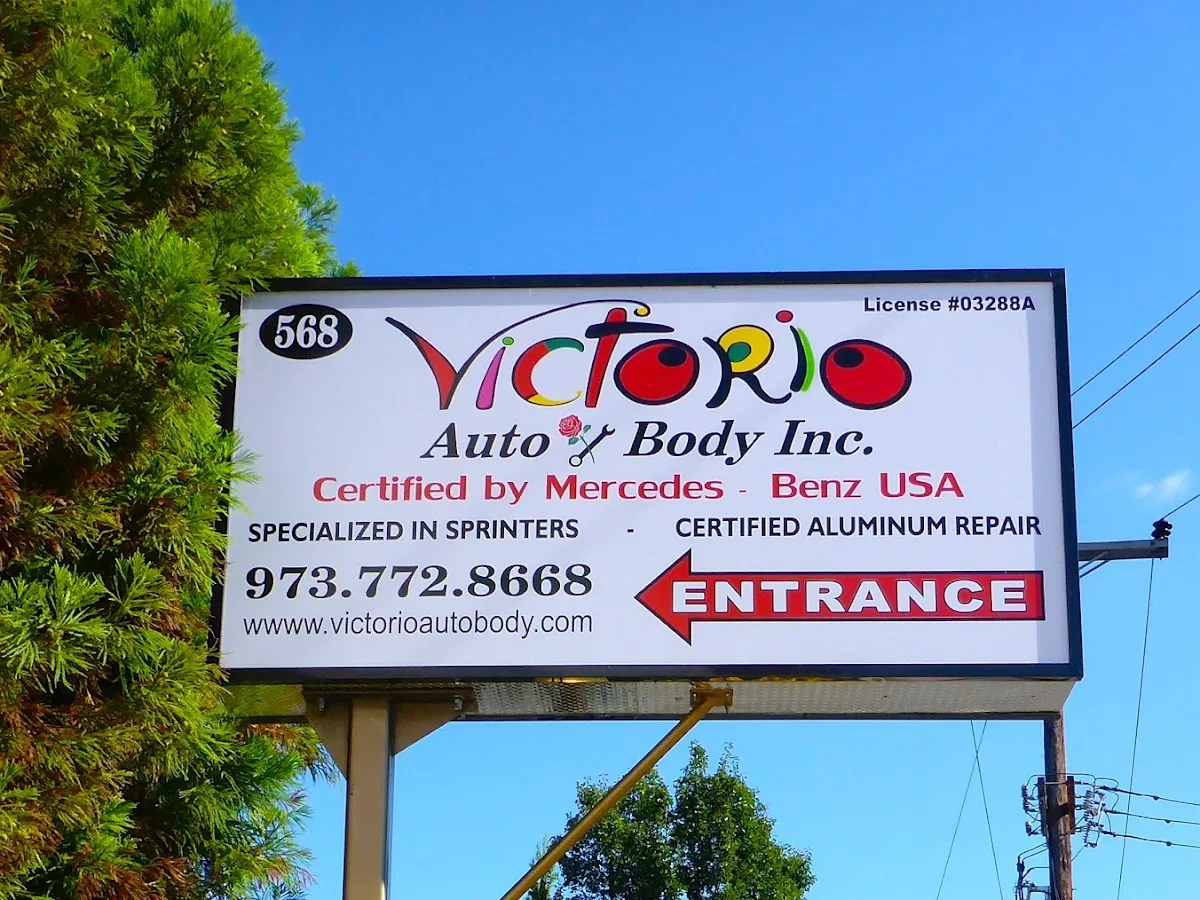 568
License #03288A
VICTORIO
Auto Body Inc.
Certified by Mercedes - Benz USA
SPECIALIZED IN SPRINTERS - CERTIFIED ALUMINUM REPAIR
973.772.8668
ENTRANCE
wwww.victorioautobody.com